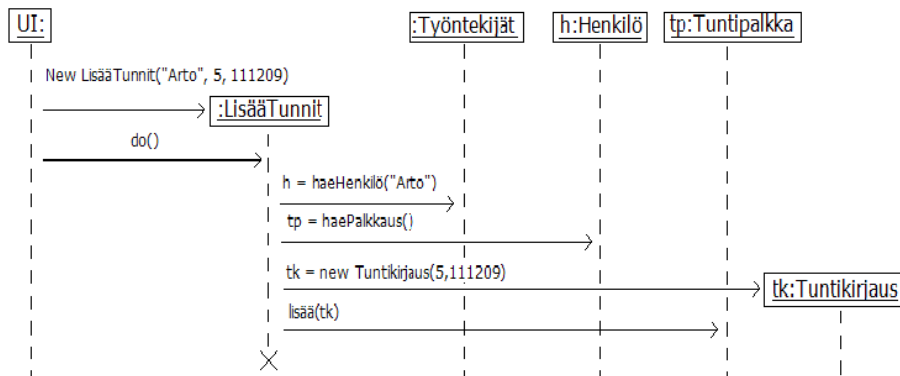 UI:
:Työntekijät
h:Henkilö
tp:Tuntipalkka
New LisääTunnit("Arto", 5, 111209)
:LisääTunnit
do()
h = haeHenkilö("Arto")
tp = haePalkkaus()
tk = new Tuntikirjaus(5,111209)
tk:Tuntikirjaus
lisää(tk)